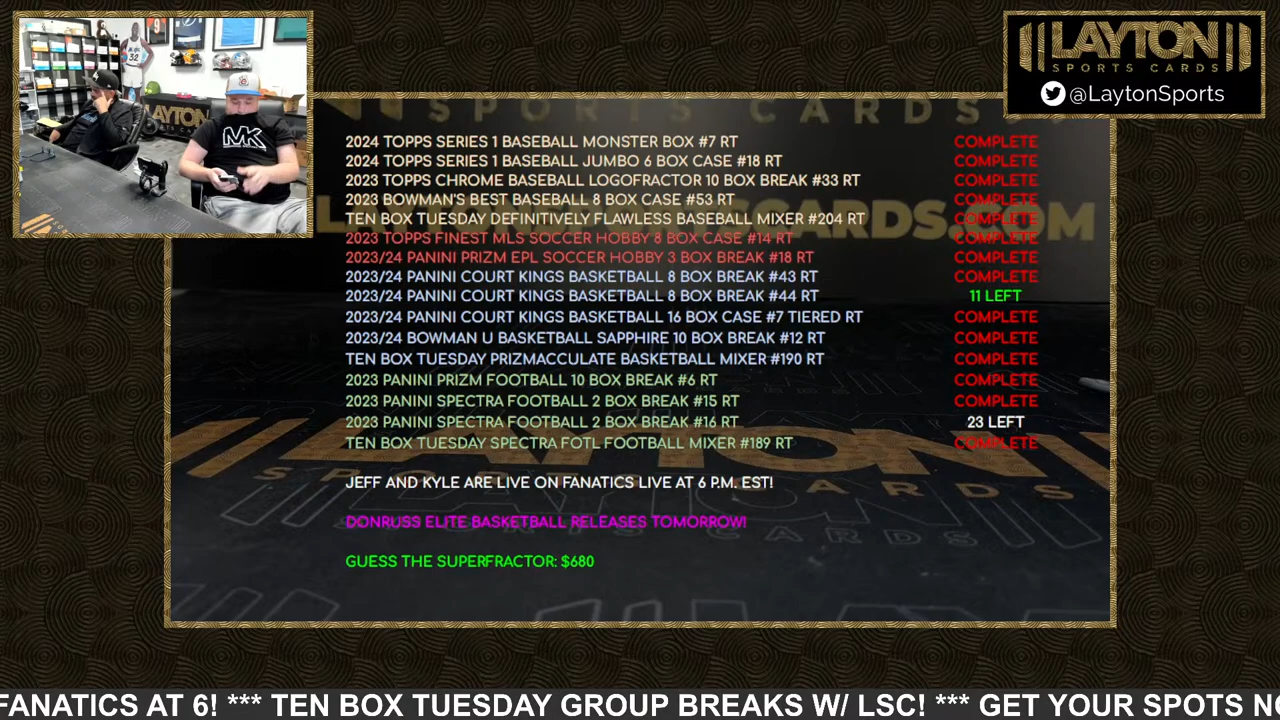 LAYTON
SPORTS CARDS
@LaytonSports
SPORTS CARDS
2024 TOPPS SERIES 1 BASEBALL MONSTER BOX #7 RT COMPLETE
2024 TOPPS SERIES 1 BASEBALL JUMBO 6 BOX CASE #18 RT COMPLETE
2023 TOPPS CHROME BASEBALL LOGOFRACTOR 10 BOX BREAK #33 RT COMPLETE
2023 BOWMAN'S BEST BASEBALL 8 BOX CASE #53 RT COMPLETE
TEN BOX TUESDAY DEFINITIVELY FLAWLESS BASEBALL MIXER #204 RT COMPLETE
2023 TOPPS FINEST MLS SOCCER HOBBY 8 BOX CASE #14 RT COMPLETE
2023/24 PANINI PRIZM EPL SOCCER HOBBY 3 BOX BREAK #18 RT COMPLETE
2023/24 PANINI COURT KINGS BASKETBALL 8 BOX BREAK #43 RT COMPLETE
2023/24 PANINI COURT KINGS BASKETBALL 8 BOX BREAK #44 RT 11 LEFT
2023/24 PANINI COURT KINGS BASKETBALL 16 BOX CASE #7 TIERED RT COMPLETE
2023/24 BOWMAN U BASKETBALL SAPPHIRE 10 BOX BREAK #12 RT COMPLETE
TEN BOX TUESDAY PRIZMACCULATE BASKETBALL MIXER #190 RT COMPLETE
2023 PANINI PRIZM FOOTBALL 10 BOX BREAK #6 RT COMPLETE
2023 PANINI SPECTRA FOOTBALL 2 BOX BREAK #15 RT COMPLETE
2023 PANINI SPECTRA FOOTBALL 2 BOX BREAK #16 RT 23 LEFT
TEN BOX TUESDAY SPECTRA FOTL FOOTBALL MIXER #189 RT COMPLETE
JEFF AND KYLE ARE LIVE ON FANATICS LIVE AT 6 P.M. EST!
DONRUSS ELITE BASKETBALL RELEASES TOMORROW!
GUESS THE SUPERFRACTOR: $680
FANATICS AT 6! *** TEN BOX TUESDAY GROUP BREAKS W/ LSC! *** GET YOUR SPOTS NO